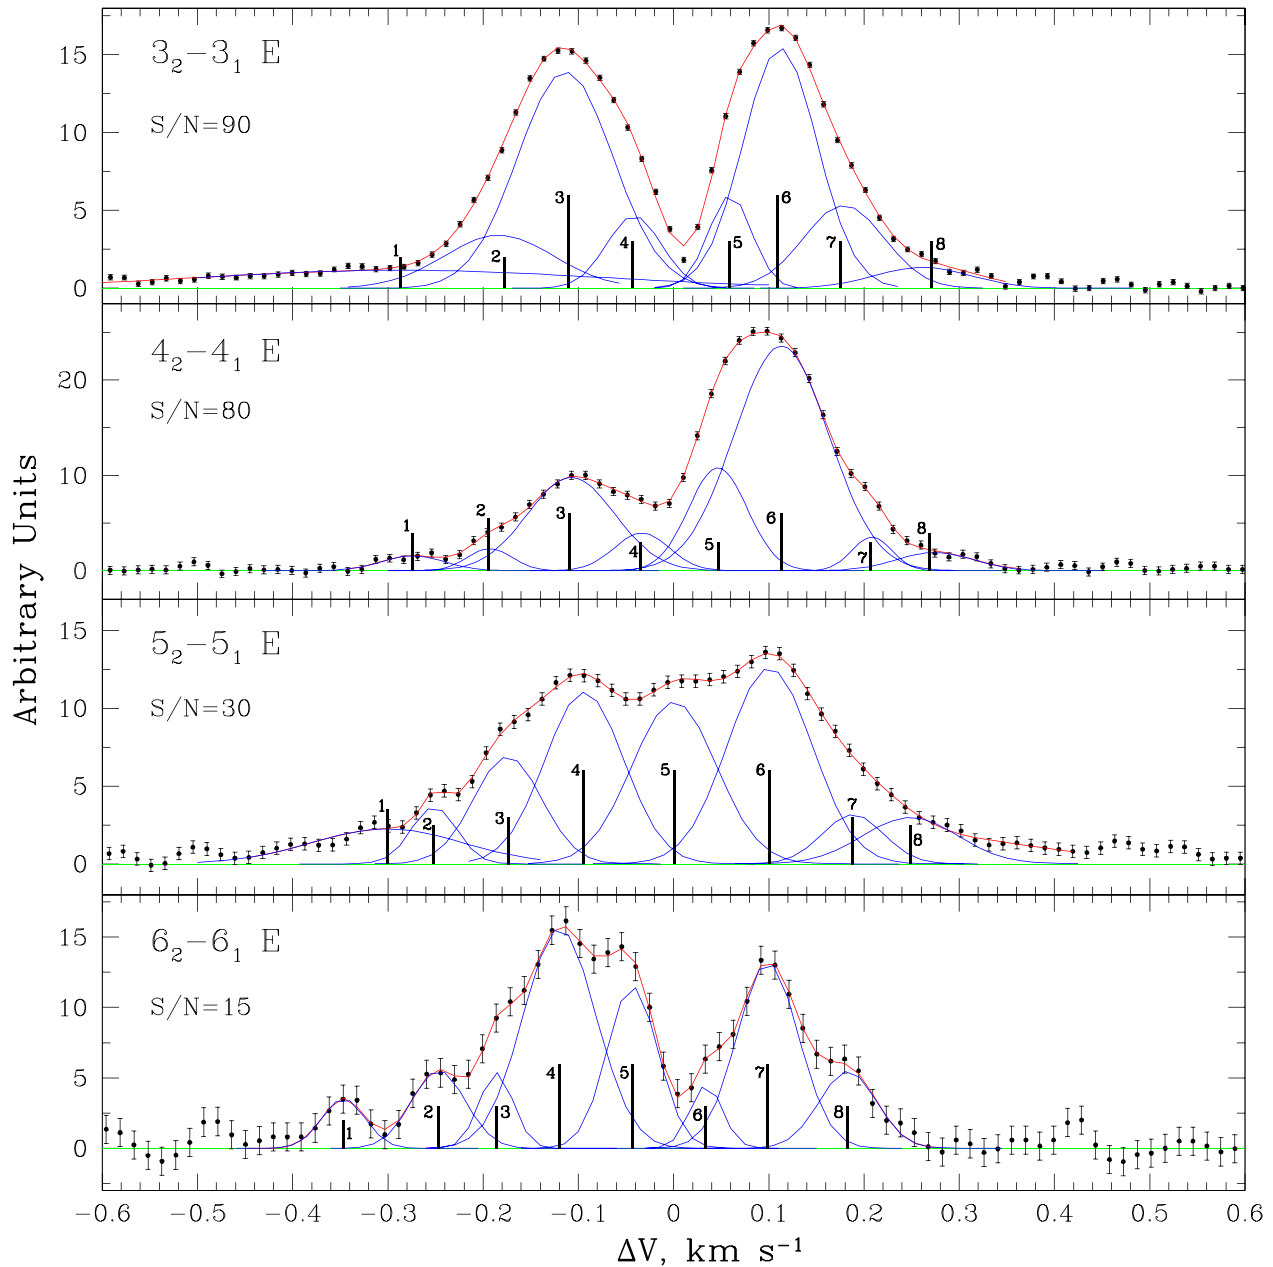 3₂−3₁ E
S/N=90
15
10
5
0
1 2 3 4 5 6 7 8
4₂−4₁ E
S/N=80
20
10
0
1 2 3 4 5 6 7 8
5₂−5₁ E
S/N=30
15
10
5
0
1 2 3 4 5 6 7 8
6₂−6₁ E
S/N=15
15
10
5
0
1 2 3 4 5 6 7 8
Arbitrary Units
−0.6 −0.5 −0.4 −0.3 −0.2 −0.1 0 0.1 0.2 0.3 0.4 0.5 0.6
ΔV, km s⁻¹